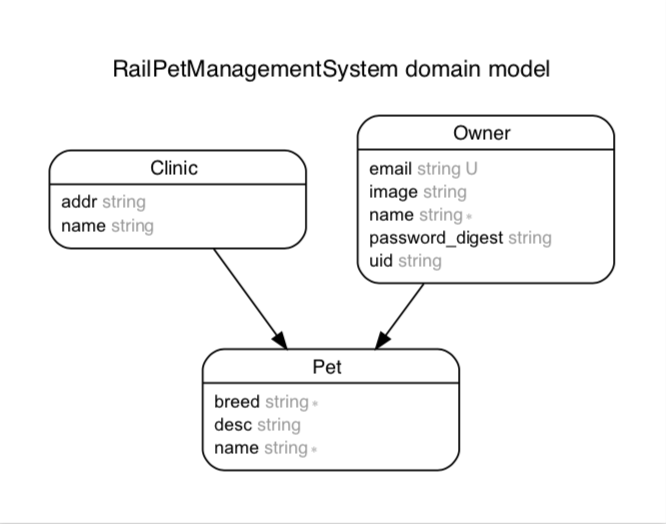 RailPetManagementSystem domain model
Clinic
addr string
name string
Owner
email string U
image string
name string *
password_digest string
uid string
Pet
breed string *
desc string
name string *